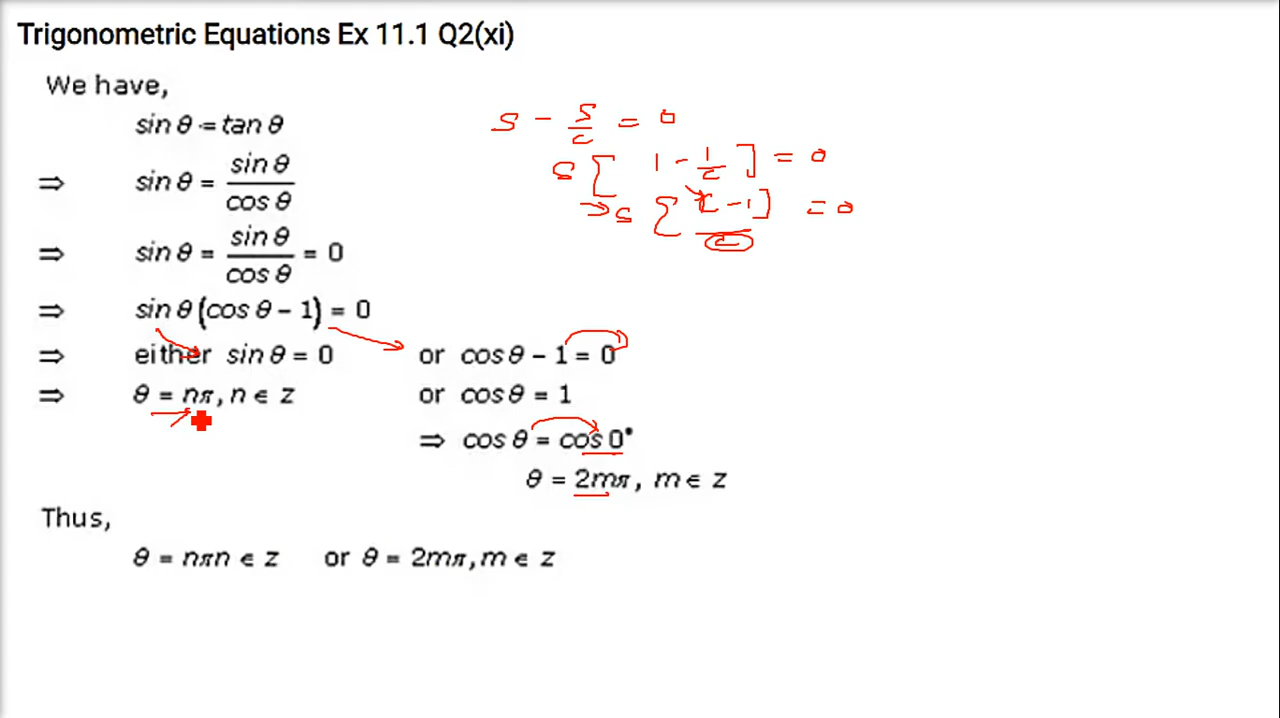 Trigonometric Equations Ex 11.1 Q2(xi)
We have,
sin θ = tan θ
⇒ sin θ = sin θ / cos θ
⇒ sin θ = sin θ / cos θ = 0
⇒ sin θ (cos θ − 1) = 0
⇒ either sin θ = 0 or cos θ − 1 = 0
⇒ θ = nπ, n ∈ z or cos θ = 1
⇒ cos θ = cos 0°
θ = 2mπ, m ∈ z
Thus,
θ = nπn ∈ z or θ = 2mπ, m ∈ z
S − S/C = 0
S [ 1 − 1/C ] = 0
→ S [ C − 1 ] / C = 0